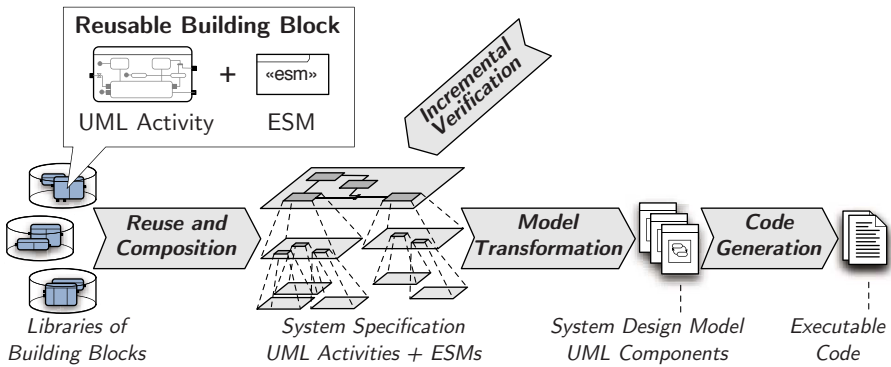 Reusable Building Block
+
«esm»
UML Activity
ESM
Incremental
Verification
Reuse and
Composition
Model
Transformation
Code
Generation
Libraries of
Building Blocks
System Specification
UML Activities + ESMs
System Design Model
UML Components
Executable
Code